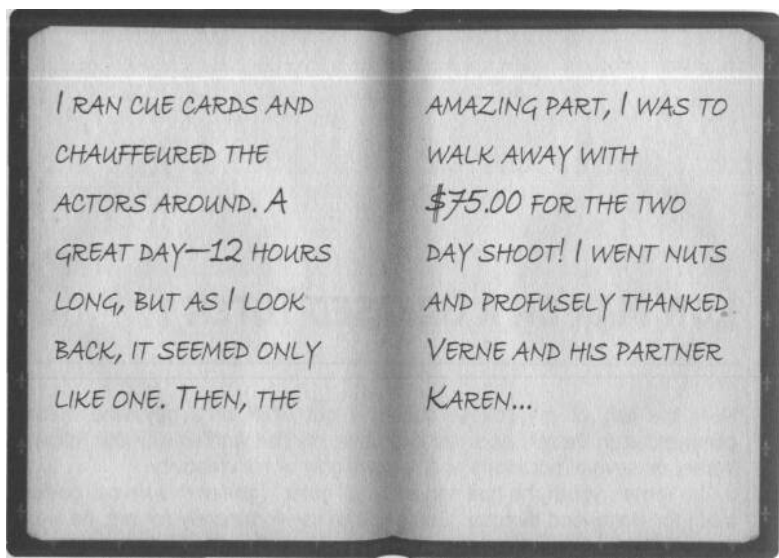 I RAN CUE CARDS AND
CHAUFFEURED THE
ACTORS AROUND. A
GREAT DAY—12 HOURS
LONG, BUT AS I LOOK
BACK, IT SEEMED ONLY
LIKE ONE. THEN, THE
AMAZING PART, I WAS TO
WALK AWAY WITH
$75.00 FOR THE TWO
DAY SHOOT! I WENT NUTS
AND PROFUSELY THANKED
VERNE AND HIS PARTNER
KAREN...